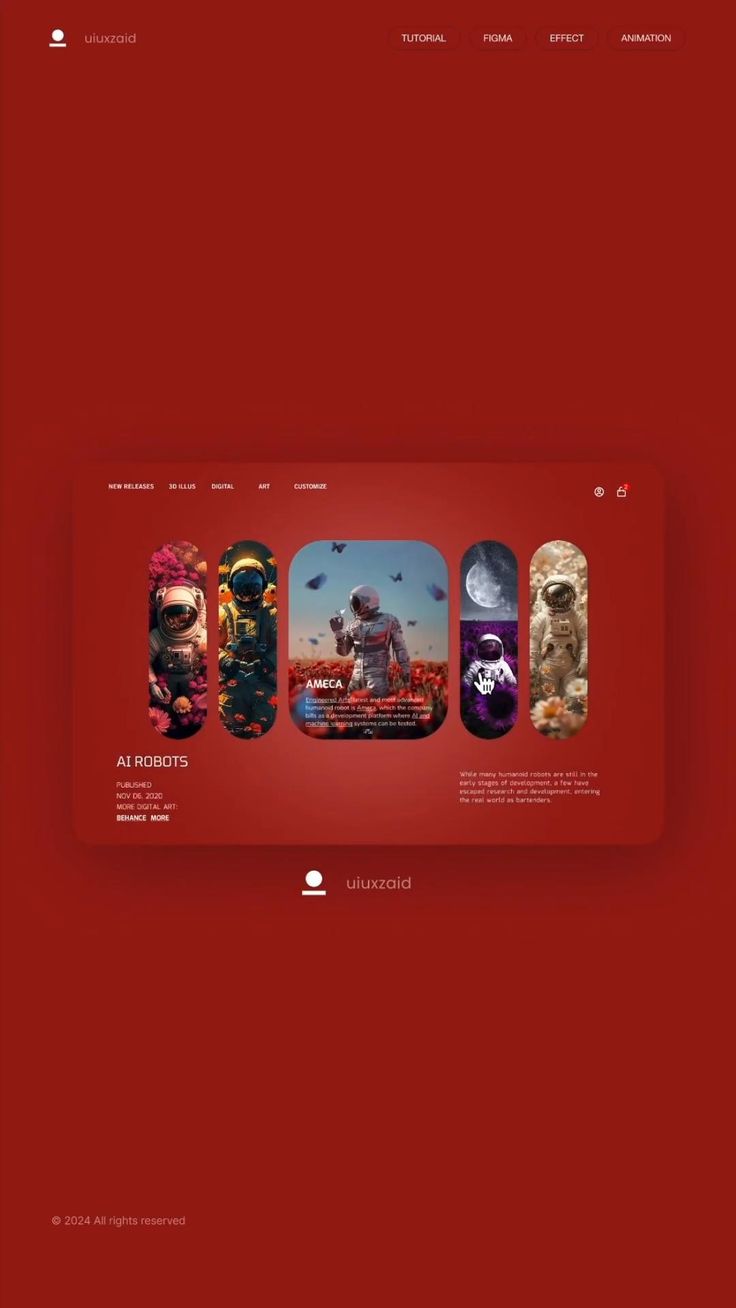 uiuxzaid
TUTORIAL FIGMA EFFECT ANIMATION
NEW RELEASES 3D ILLUS DIGITAL ART CUSTOMIZE
2
AMECA
Engineered Arts' latest and most advanced
humanoid robot is Ameca, which the company
bills as a development platform where AI and
machine learning systems can be tested.
AI ROBOTS
PUBLISHED
NOV 06, 2020
MORE DIGITAL ART:
BEHANCE MORE
While many humanoid robots are still in the
early stages of development, a few have
escaped research and development, entering
the real world as bartenders.
uiuxzaid
© 2024 All rights reserved